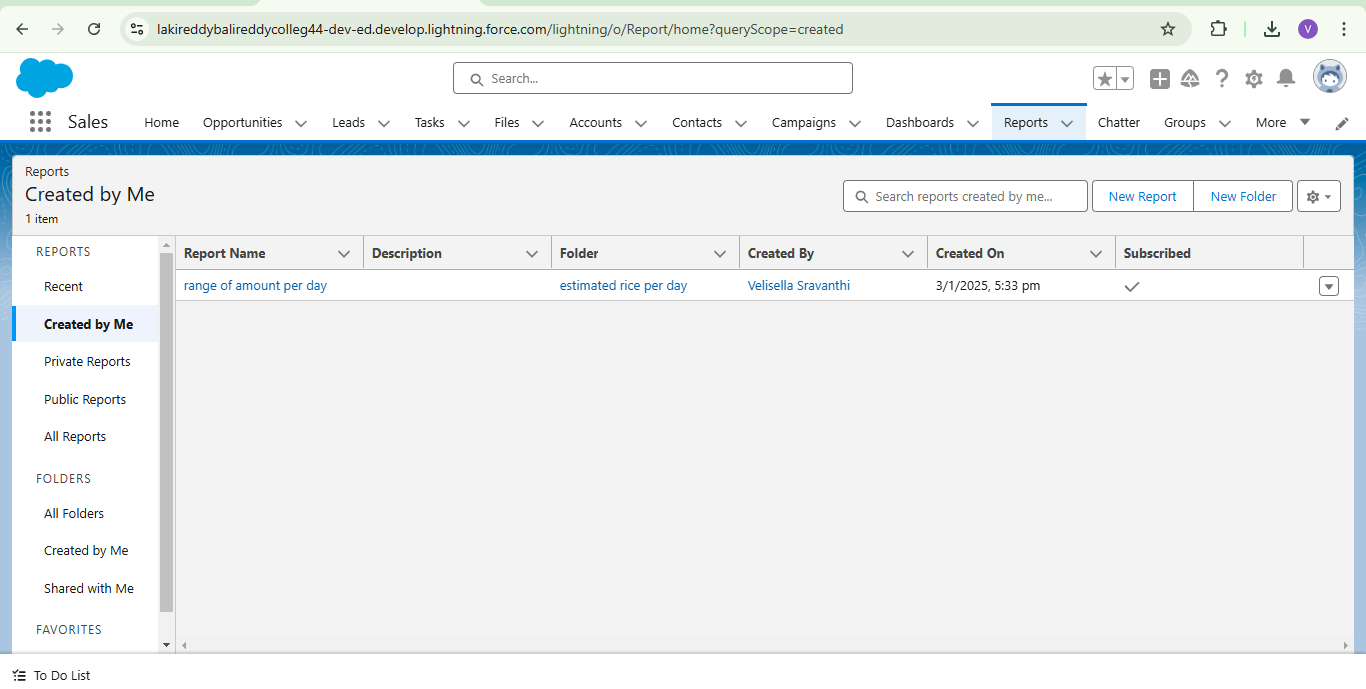 lakireddybalireddycolleg44-dev-ed.develop.lightning.force.com/lightning/o/Report/home?queryScope=created
V
Search...
Sales
Home
Opportunities
Leads
Tasks
Files
Accounts
Contacts
Campaigns
Dashboards
Reports
Chatter
Groups
More
Reports
Created by Me
1 item
Search reports created by me...
New Report
New Folder
REPORTS
Recent
Created by Me
Private Reports
Public Reports
All Reports
FOLDERS
All Folders
Created by Me
Shared with Me
FAVORITES
Report Name Description Folder Created By Created On Subscribed
range of amount per day estimated rice per day Velisella Sravanthi 3/1/2025, 5:33 pm
To Do List